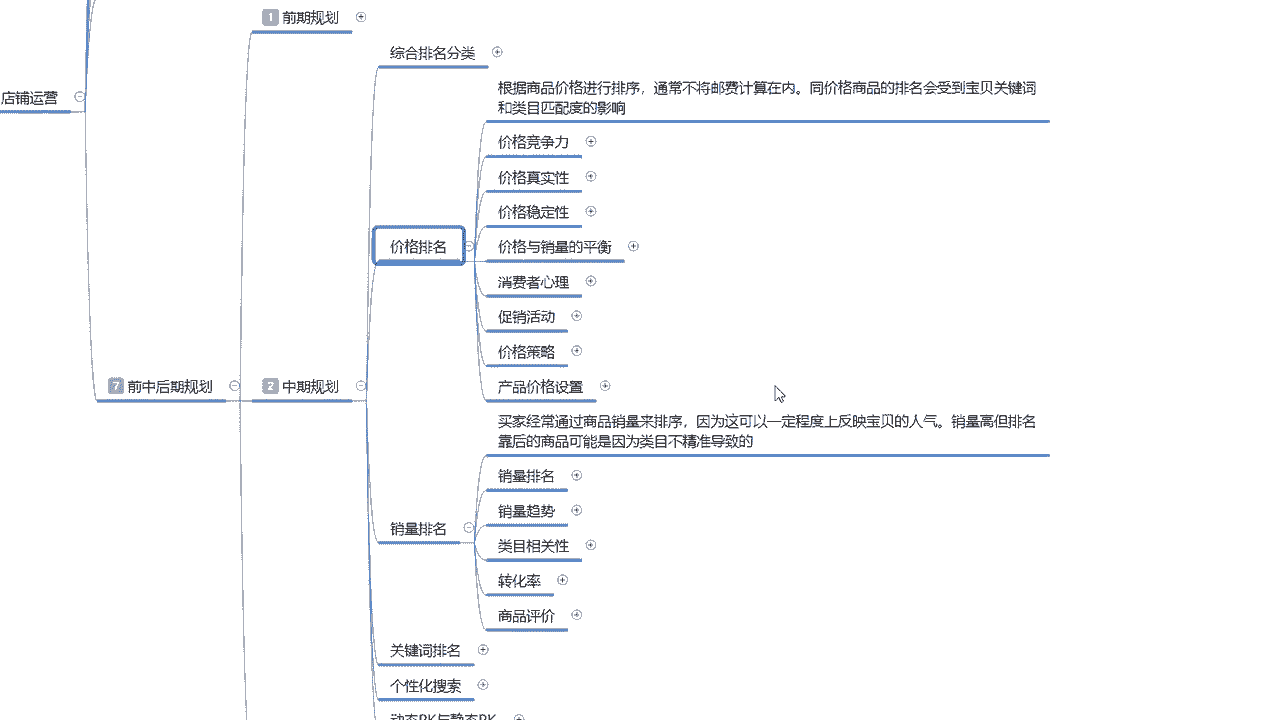 1 前期规划
综合排名分类
店铺运营
根据商品价格进行排序，通常不将邮费计算在内。同价格商品的排名会受到宝贝关键词
和类目匹配度的影响
价格竞争力
价格真实性
价格稳定性
价格排名
价格与销量的平衡
消费者心理
促销活动
价格策略
7 前中后期规划
2 中期规划
产品价格设置
买家经常通过商品销量来排序，因为这可以一定程度上反映宝贝的人气。销量高但排名
靠后的商品可能是因为类目不精准导致的
销量排名
销量趋势
销量排名
类目相关性
转化率
商品评价
关键词排名
个性化搜索
动态PK与静态PK